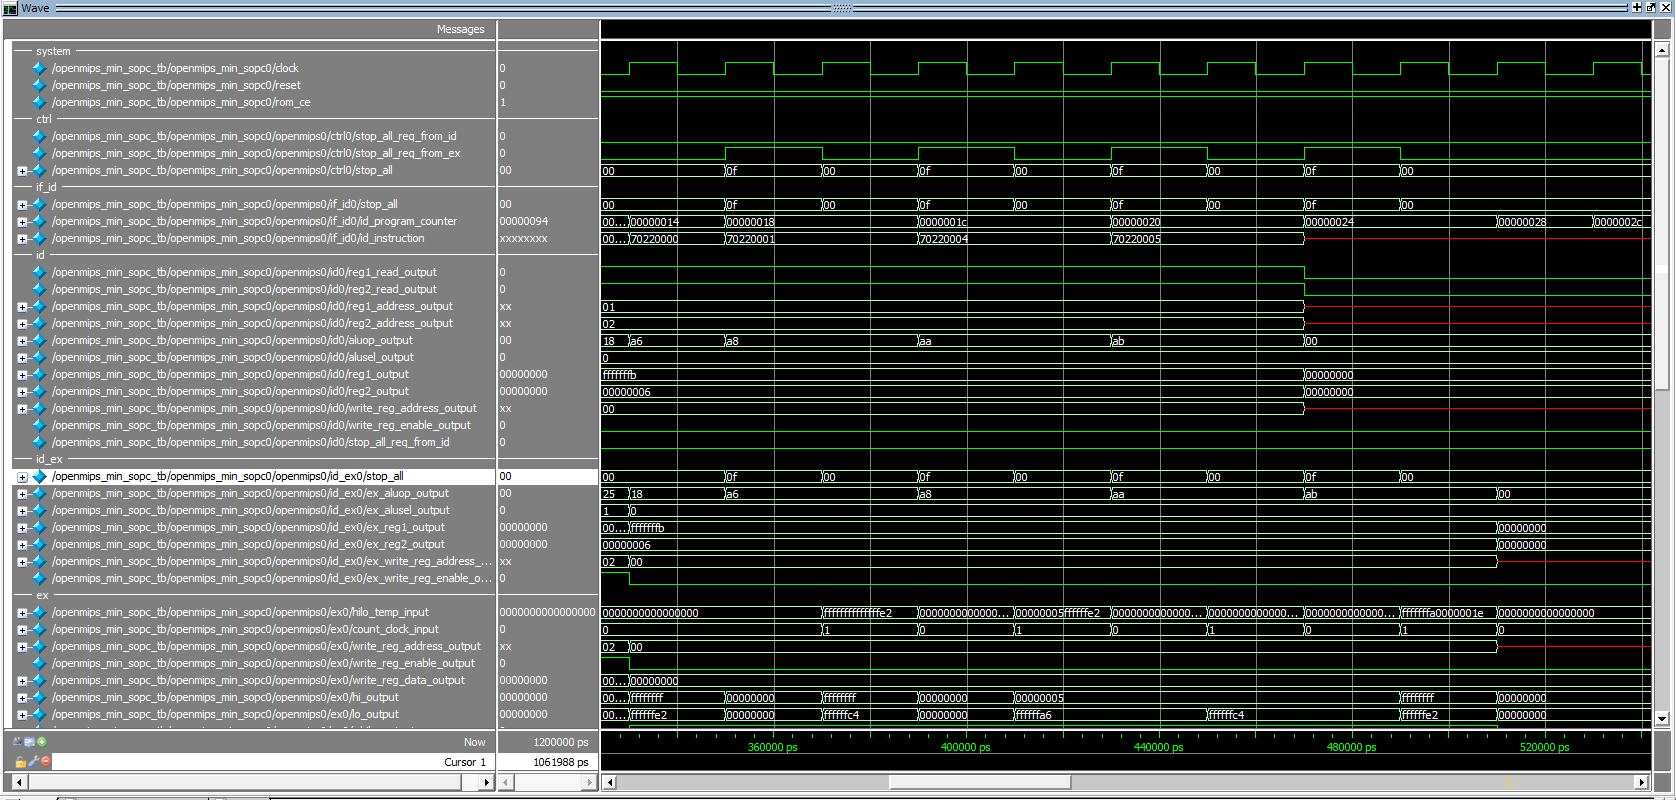 Wave
Messages
system
/openmips_min_sopc_tb/openmips_min_sopc0/clock 0
/openmips_min_sopc_tb/openmips_min_sopc0/reset 0
/openmips_min_sopc_tb/openmips_min_sopc0/rom_ce 1
ctrl
/openmips_min_sopc_tb/openmips_min_sopc0/openmips0/ctrl0/stop_all_req_from_id 0
/openmips_min_sopc_tb/openmips_min_sopc0/openmips0/ctrl0/stop_all_req_from_ex 0
/openmips_min_sopc_tb/openmips_min_sopc0/openmips0/ctrl0/stop_all 00 00 0f 00 0f 00 0f 00 0f 00
if_id
/openmips_min_sopc_tb/openmips_min_sopc0/openmips0/if_id0/stop_all 00 00 0f 00 0f 00 0f 00 0f 00
/openmips_min_sopc_tb/openmips_min_sopc0/openmips0/if_id0/id_program_counter 00000094 00... 00000014 00000018 0000001c 00000020 00000024 00000028 0000002c
/openmips_min_sopc_tb/openmips_min_sopc0/openmips0/if_id0/id_instruction xxxxxxxx 00... 70220000 70220001 70220004 70220005
id
/openmips_min_sopc_tb/openmips_min_sopc0/openmips0/id0/reg1_read_output 0
/openmips_min_sopc_tb/openmips_min_sopc0/openmips0/id0/reg2_read_output 0
/openmips_min_sopc_tb/openmips_min_sopc0/openmips0/id0/reg1_address_output xx 01
/openmips_min_sopc_tb/openmips_min_sopc0/openmips0/id0/reg2_address_output xx 02
/openmips_min_sopc_tb/openmips_min_sopc0/openmips0/id0/aluop_output 00 18 a6 a8 aa ab 00
/openmips_min_sopc_tb/openmips_min_sopc0/openmips0/id0/alusel_output 0 0
/openmips_min_sopc_tb/openmips_min_sopc0/openmips0/id0/reg1_output 00000000 fffffffb 00000000
/openmips_min_sopc_tb/openmips_min_sopc0/openmips0/id0/reg2_output 00000000 00000006 00000000
/openmips_min_sopc_tb/openmips_min_sopc0/openmips0/id0/write_reg_address_output xx 00
/openmips_min_sopc_tb/openmips_min_sopc0/openmips0/id0/write_reg_enable_output 0
/openmips_min_sopc_tb/openmips_min_sopc0/openmips0/id0/stop_all_req_from_id 0
id_ex
/openmips_min_sopc_tb/openmips_min_sopc0/openmips0/id_ex0/stop_all 00 00 0f 00 0f 00 0f 00 0f 00
/openmips_min_sopc_tb/openmips_min_sopc0/openmips0/id_ex0/ex_aluop_output 00 25 18 a6 a8 aa ab 00
/openmips_min_sopc_tb/openmips_min_sopc0/openmips0/id_ex0/ex_alusel_output 0 1 0
/openmips_min_sopc_tb/openmips_min_sopc0/openmips0/id_ex0/ex_reg1_output 00000000 00... fffffffb 00000000
/openmips_min_sopc_tb/openmips_min_sopc0/openmips0/id_ex0/ex_reg2_output 00000000 00000006 00000000
/openmips_min_sopc_tb/openmips_min_sopc0/openmips0/id_ex0/ex_write_reg_address_... xx 02 00
/openmips_min_sopc_tb/openmips_min_sopc0/openmips0/id_ex0/ex_write_reg_enable_o... 0
ex
/openmips_min_sopc_tb/openmips_min_sopc0/openmips0/ex0/hilo_temp_input 0000000000000000 0000000000000000 ffffffffffffffe2 0000000000000... 00000005ffffffe2 0000000000000... 0000000000000... 0000000000000... fffffffa0000001e 0000000000000000
/openmips_min_sopc_tb/openmips_min_sopc0/openmips0/ex0/count_clock_input 0 0 1 0 1 0 1 0 1 0
/openmips_min_sopc_tb/openmips_min_sopc0/openmips0/ex0/write_reg_address_output xx 02 00
/openmips_min_sopc_tb/openmips_min_sopc0/openmips0/ex0/write_reg_enable_output 0
/openmips_min_sopc_tb/openmips_min_sopc0/openmips0/ex0/write_reg_data_output 00000000 00... 00000000
/openmips_min_sopc_tb/openmips_min_sopc0/openmips0/ex0/hi_output 00000000 00... ffffffff 00000000 ffffffff 00000000 00000005 ffffffff 00000000
/openmips_min_sopc_tb/openmips_min_sopc0/openmips0/ex0/lo_output 00000000 00... ffffffe2 00000000 ffffffc4 00000000 ffffffa6 ffffffc4 ffffffe2 00000000
Now 1200000 ps 360000 ps 400000 ps 440000 ps 480000 ps 520000 ps
Cursor 1 1061988 ps